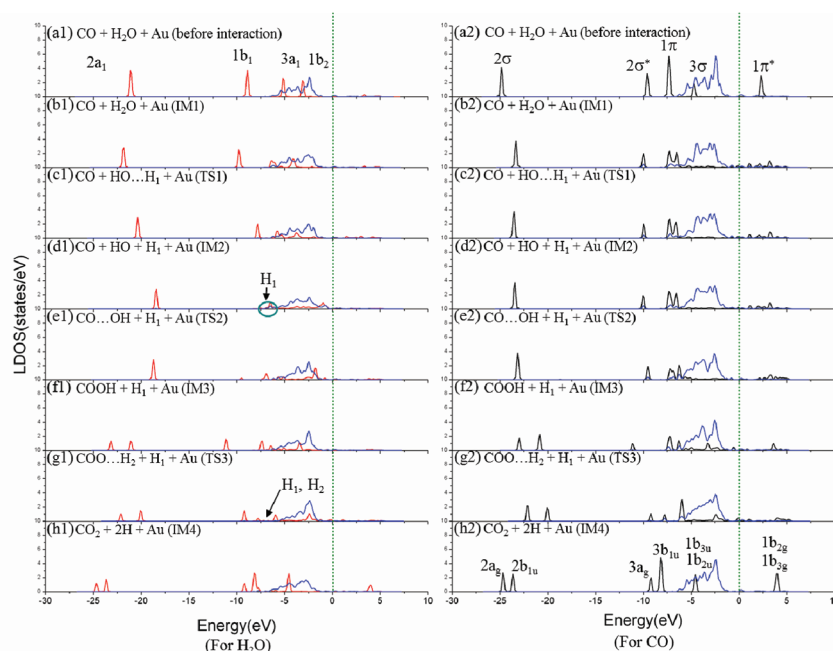 (a1) CO + H₂O + Au (before interaction)
2a₁ 1b₁ 3a₁ 1b₂
(b1) CO + H₂O + Au (IM1)
(c1) CO + HO…H₁ + Au (TS1)
(d1) CO + HO + H₁ + Au (IM2)
H₁
(e1) CO…OH + H₁ + Au (TS2)
(f1) COOH + H₁ + Au (IM3)
(g1) COO…H₂ + H₁ + Au (TS3)
H₁, H₂
(h1) CO₂ + 2H + Au (IM4)
LDOS(states/eV)
-30 -25 -20 -15 -10 -5 0 5 10
Energy(eV)
(For H₂O)
(a2) CO + H₂O + Au (before interaction)
2σ 2σ* 1π 3σ 1π*
(b2) CO + H₂O + Au (IM1)
(c2) CO + HO…H₁ + Au (TS1)
(d2) CO + HO + H₁ + Au (IM2)
(e2) CO…OH + H₁ + Au (TS2)
(f2) COOH + H₁ + Au (IM3)
(g2) COO…H₂ + H₁ + Au (TS3)
(h2) CO₂ + 2H + Au (IM4)
2a_g 2b₁ᵤ 3a_g 3b₁ᵤ 1b₃ᵤ 1b₂g
1b₂ᵤ 1b₃g
-30 -25 -20 -15 -10 -5 0 5 10
Energy(eV)
(For CO)